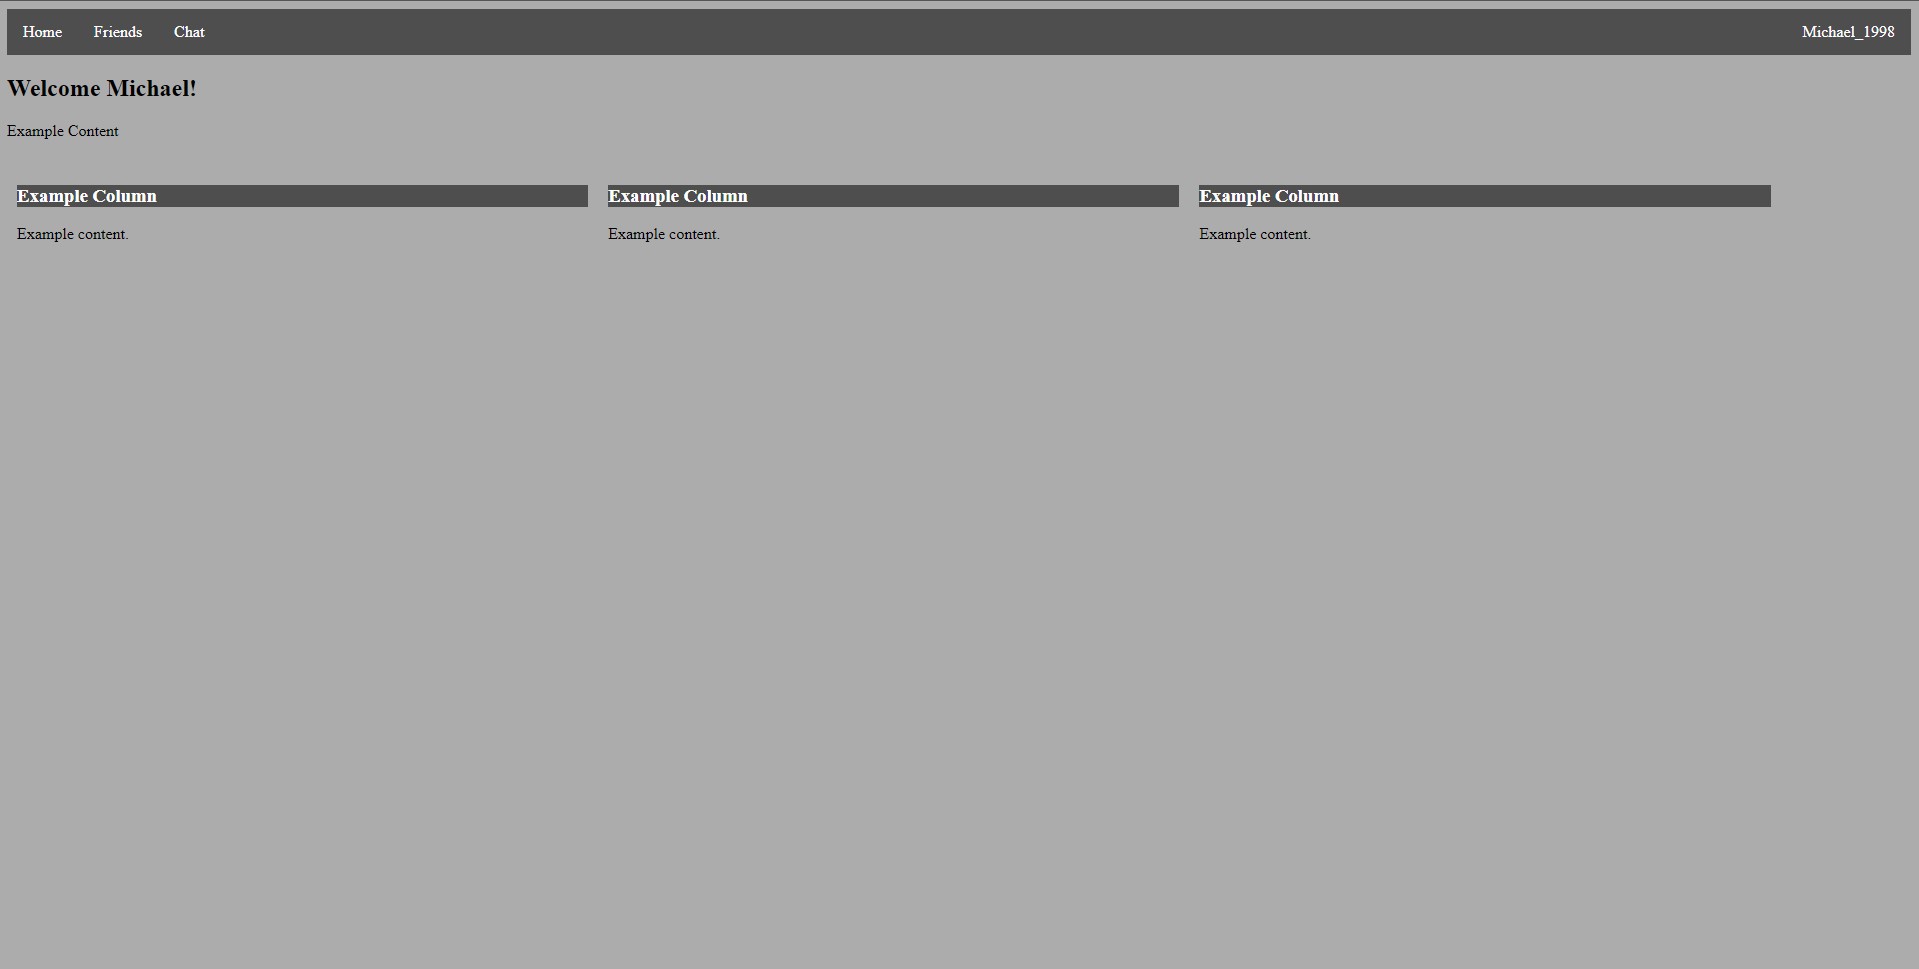 Home Friends Chat Michael_1998
Welcome Michael!
Example Content
Example Column Example Column Example Column
Example content. Example content. Example content.